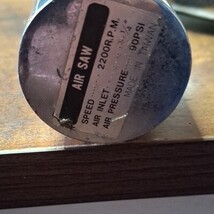 AIR SAW
SPEED 2200R.P.M.
AIR INLET 1/4"
AIR PRESSURE 90PSI
MADE IN TAIWAN